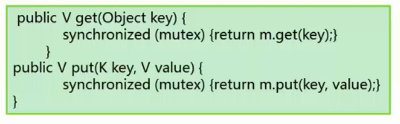 public V get(Object key) {
synchronized (mutex) {return m.get(key);}
}
public V put(K key, V value) {
synchronized (mutex) {return m.put(key, value);}
}